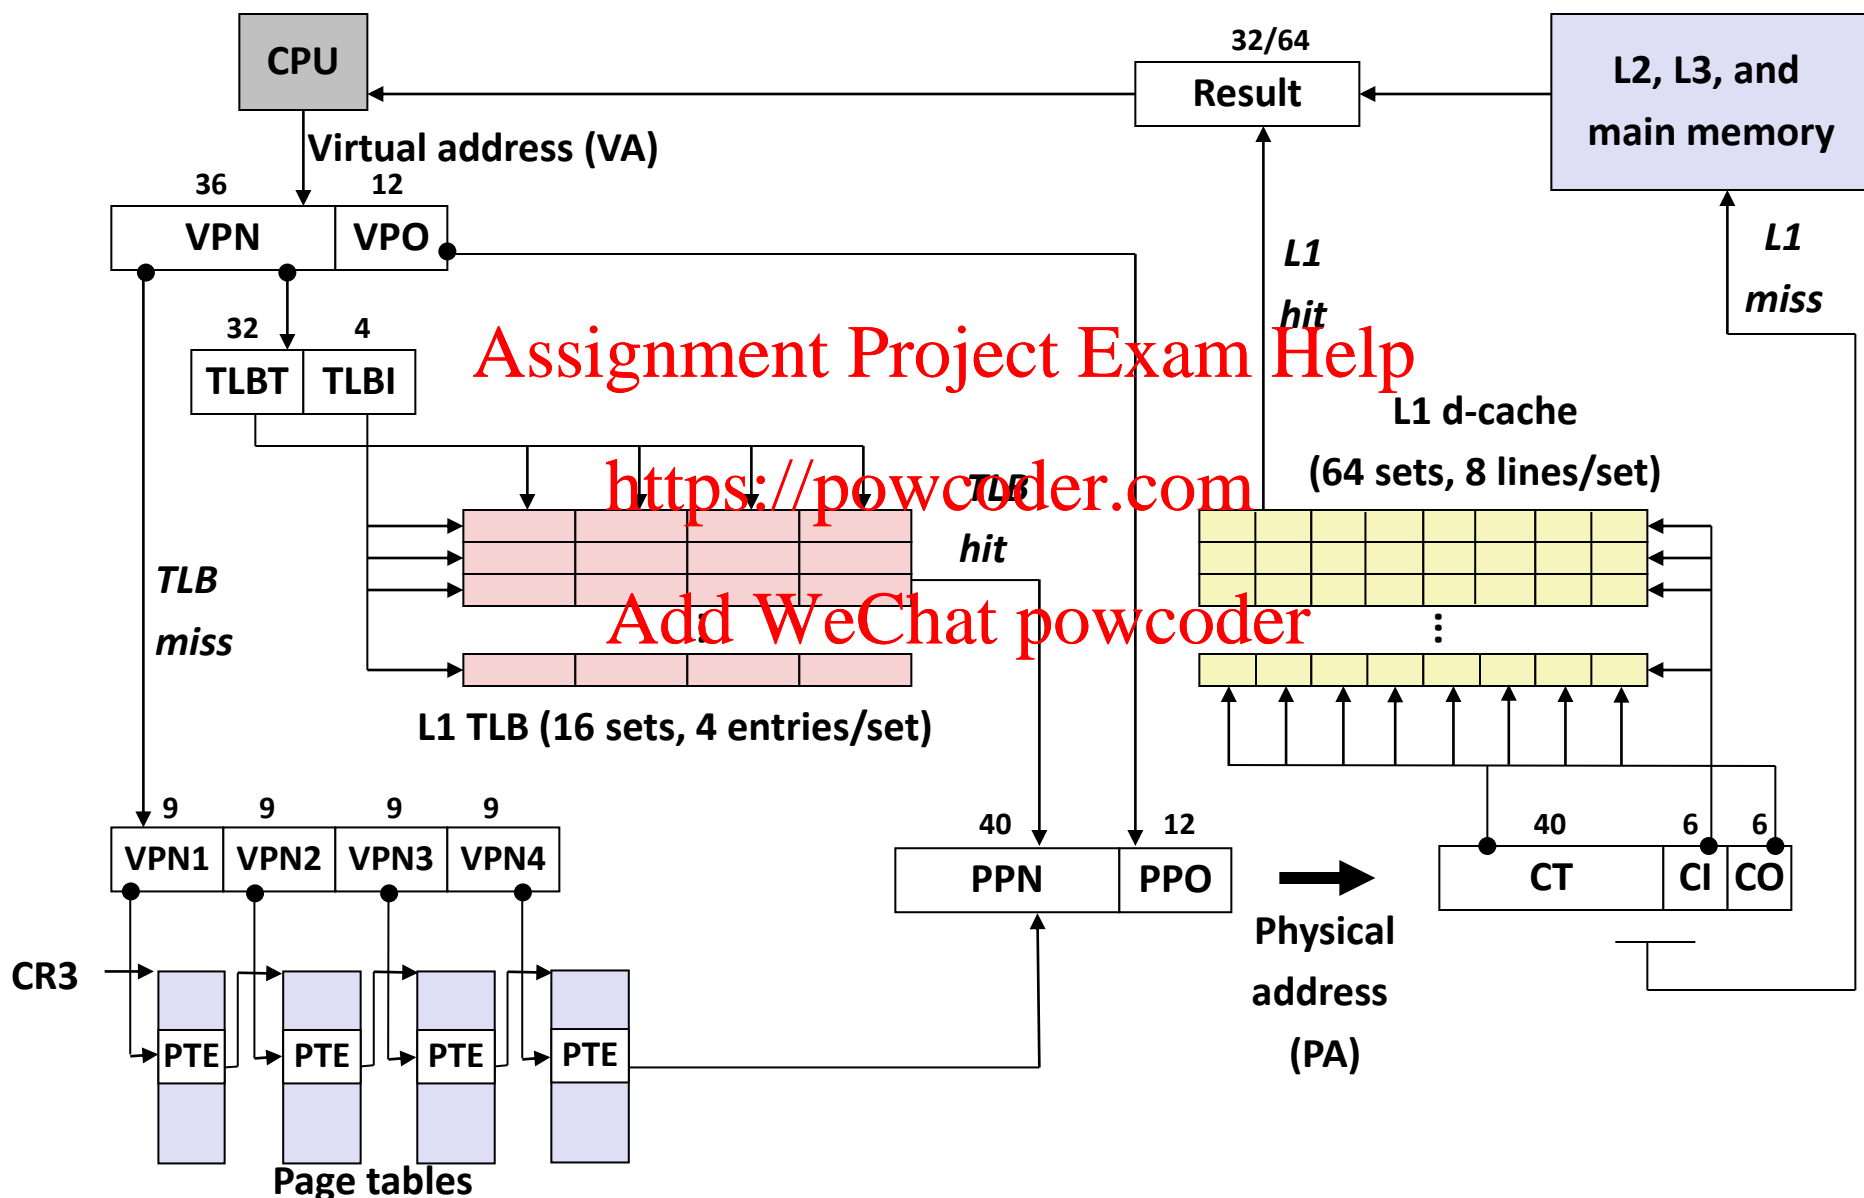 CPU
32/64
Result
L2, L3, and
main memory
Virtual address (VA)
36
12
VPN
VPO
L1
hit
L1
miss
32
4
TLBT
TLBI
Assignment Project Exam Help
L1 d-cache
(64 sets, 8 lines/set)
https://powcoder.com
TLB
hit
TLB
miss
Add WeChat powcoder
...
...
L1 TLB (16 sets, 4 entries/set)
9
9
9
9
VPN1
VPN2
VPN3
VPN4
40
12
PPN
PPO
40
6
6
CT
CI
CO
Physical
address
(PA)
CR3
PTE
PTE
PTE
PTE
Page tables